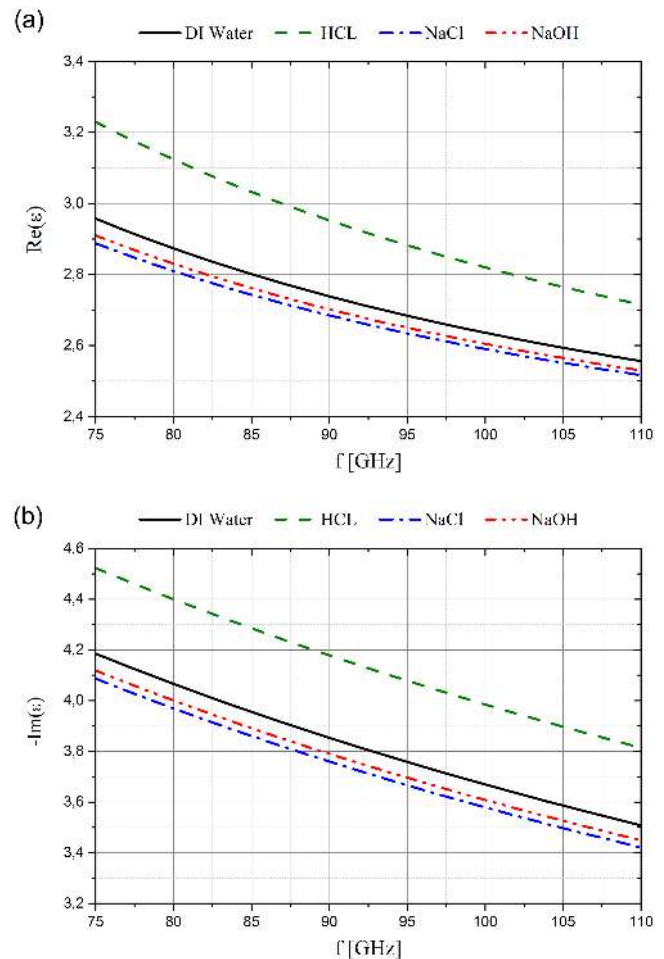 (a)
DI Water HCL NaCl NaOH
3,4
3,2
3,0
2,8
2,6
2,4
Re(ε)
75 80 85 90 95 100 105 110
f [GHz]
(b)
DI Water HCL NaCl NaOH
4.6
4,4
4,2
4,0
3,8
3,6
3,4
3,2
-Im(ε)
75 80 85 90 95 100 105 110
f [GHz]